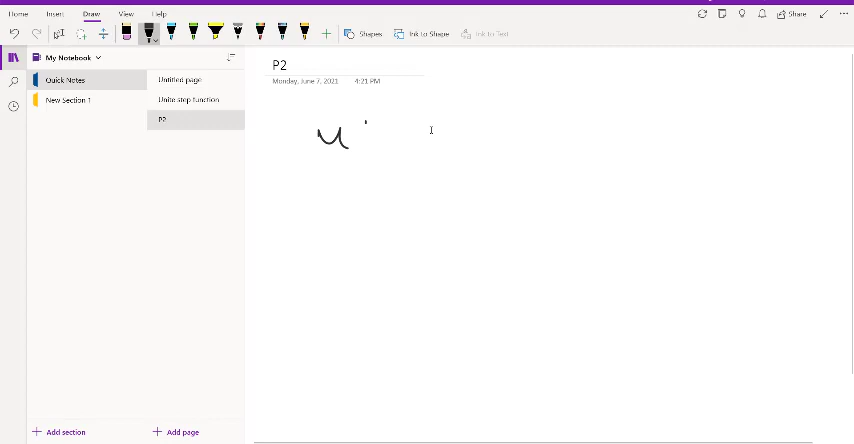 Home Insert Draw View Help Share
Shapes Ink to Shape Ink to Text
My Notebook
Quick Notes
New Section 1
Untitled page
Unite step function
P2
P2
Monday, June 7, 2021 4:21 PM
u
Add section Add page